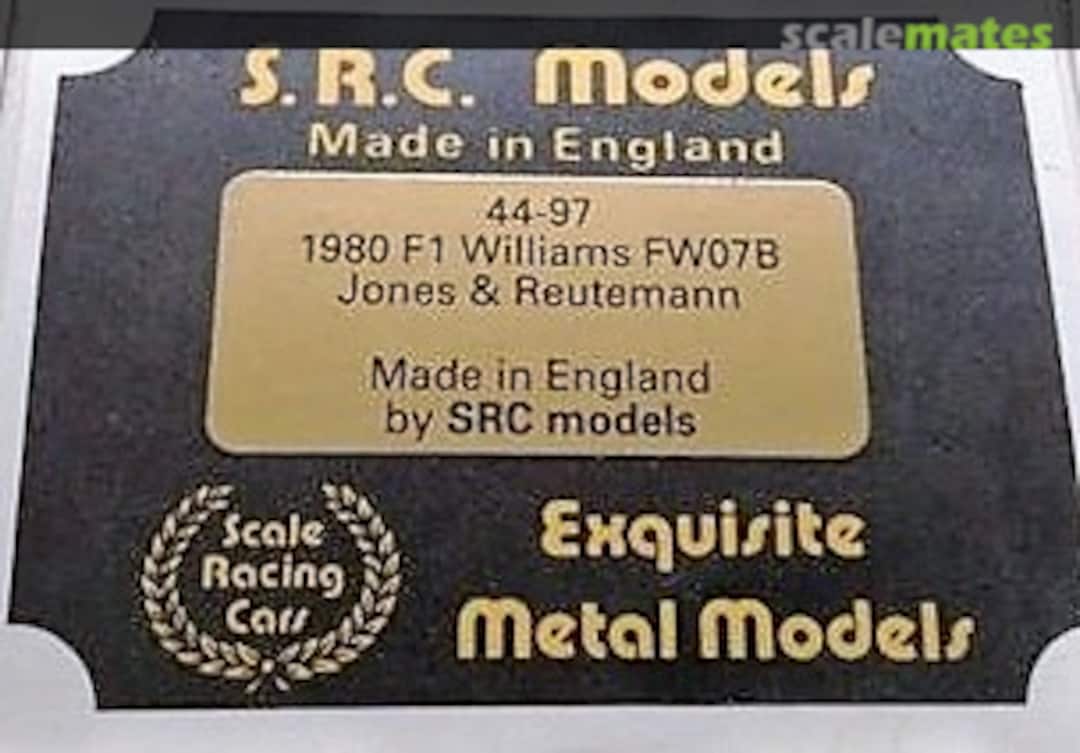 scalemates
S.R.C. Models
Made in England
44-97
1980 F1 Williams FW07B
Jones & Reutemann
Made in England
by SRC models
Scale
Racing
Cars
Exquisite
Metal Models